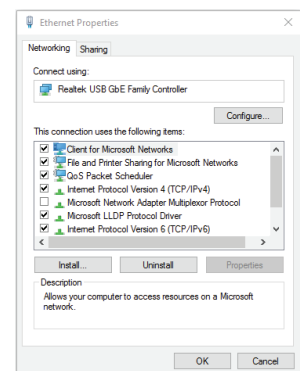 Ethernet Properties
Networking
Sharing
Connect using:
Realtek USB GbE Family Controller
Configure...
This connection uses the following items:
Client for Microsoft Networks
File and Printer Sharing for Microsoft Networks
QoS Packet Scheduler
Internet Protocol Version 4 (TCP/IPv4)
Microsoft Network Adapter Multiplexor Protocol
Microsoft LLDP Protocol Driver
Internet Protocol Version 6 (TCP/IPv6)
Install...
Uninstall
Properties
Description
Allows your computer to access resources on a Microsoft
network.
OK
Cancel